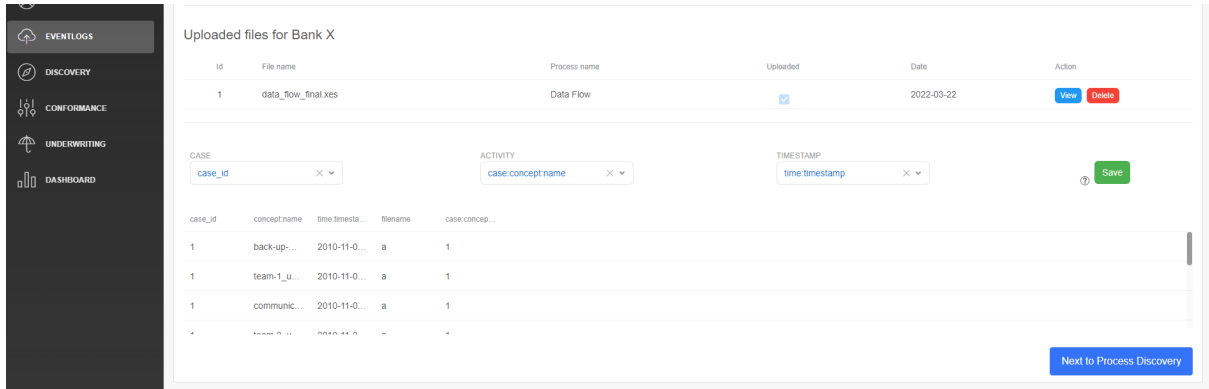 EVENTLOGS
DISCOVERY
CONFORMANCE
UNDERWRITING
DASHBOARD
Uploaded files for Bank X
Id File name Process name Uploaded Date Action
1 data_flow_final.xes Data Flow 2022-03-22 View Delete
CASE ACTIVITY TIMESTAMP
case_id case:concept:name time:timestamp Save
case_id concept:name time:timesta... filename case:concep...
1 back-up-... 2010-11-0... a 1
1 team-1_u... 2010-11-0... a 1
1 communic... 2010-11-0... a 1
Next to Process Discovery